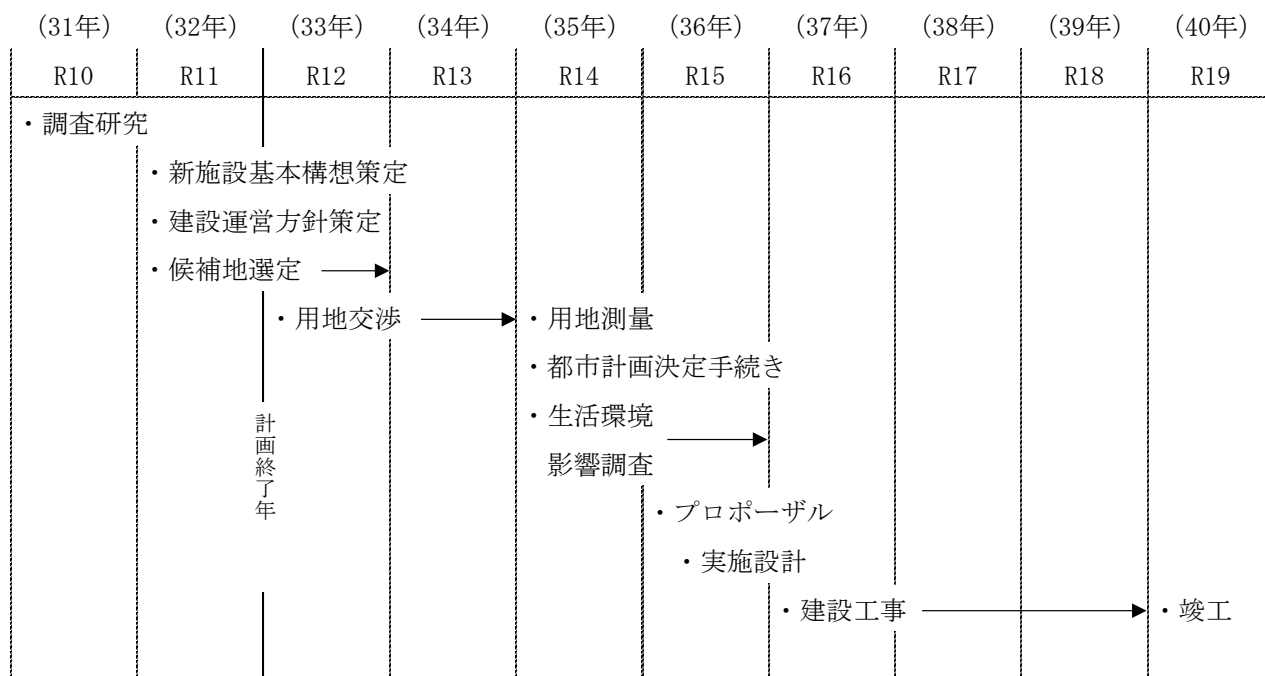 (31年) (32年) (33年) (34年) (35年) (36年) (37年) (38年) (39年) (40年)
R10 R11 R12 R13 R14 R15 R16 R17 R18 R19
・調査研究
・新施設基本構想策定
・建設運営方針策定
・候補地選定
・用地交渉 ・用地測量
・都市計画決定手続き
・生活環境
影響調査
計画終了年
・プロポーザル
・実施設計
・建設工事 ・竣工